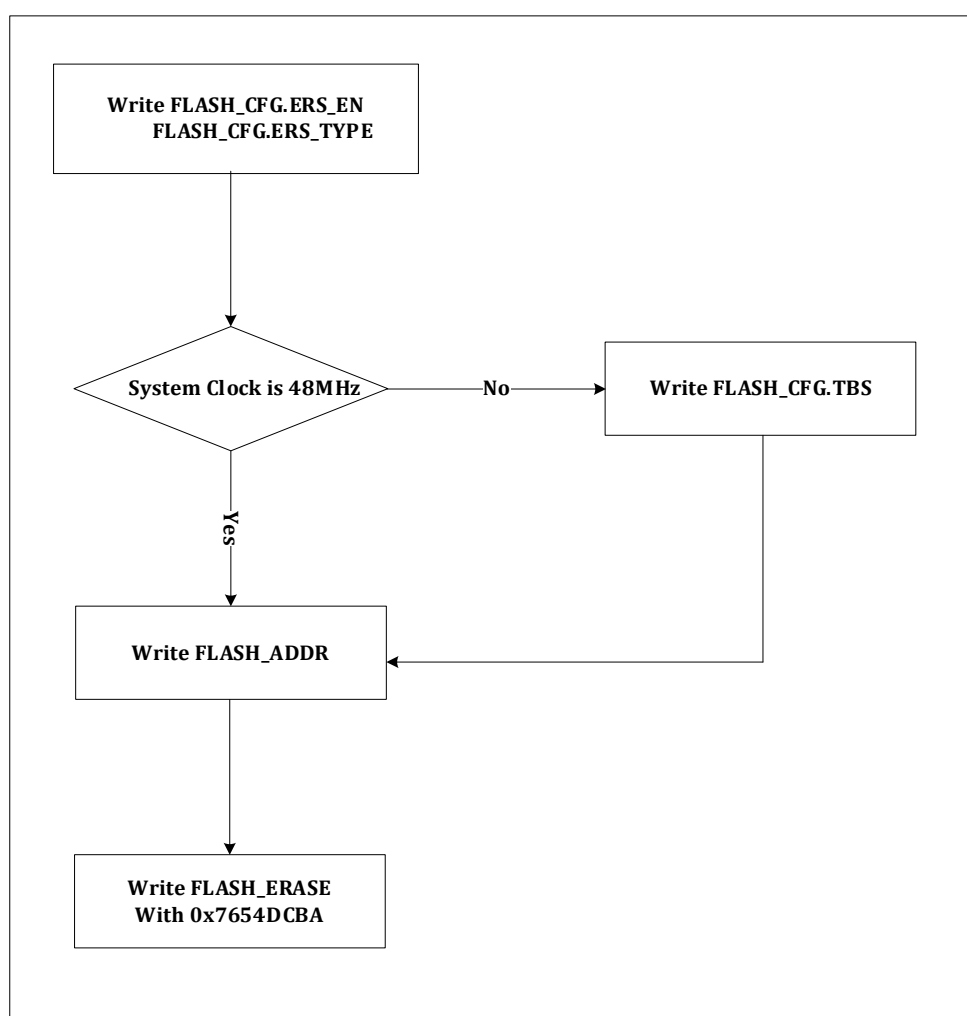 Write FLASH_CFG.ERS_EN
FLASH_CFG.ERS_TYPE
System Clock is 48MHz
No
Write FLASH_CFG.TBS
Yes
Write FLASH_ADDR
Write FLASH_ERASE
With 0x7654DCBA